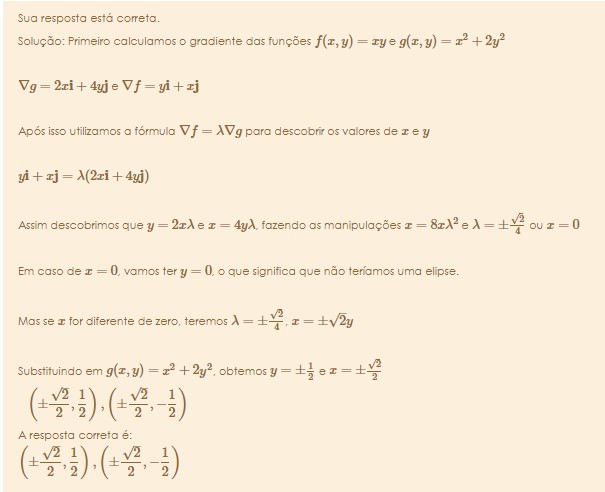 Sua resposta está correta.
Solução: Primeiro calculamos o gradiente das funções f(x, y) = xy e g(x, y) = x² + 2y²
∇g = 2xi + 4yj e ∇f = yi + xj
Após isso utilizamos a fórmula ∇f = λ∇g para descobrir os valores de x e y
yi + xj = λ(2xi + 4yj)
Assim descobrimos que y = 2xλ e x = 4yλ, fazendo as manipulações x = 8xλ² e λ = ±√2/4 ou x = 0
Em caso de x = 0, vamos ter y = 0, o que significa que não teríamos uma elipse.
Mas se x for diferente de zero, teremos λ = ±√2/4, x = ±√2y
Substituindo em g(x, y) = x² + 2y², obtemos y = ±1/2 e x = ±√2/2
(±√2/2, 1/2), (±√2/2, −1/2)
A resposta correta é:
(±√2/2, 1/2), (±√2/2, −1/2)